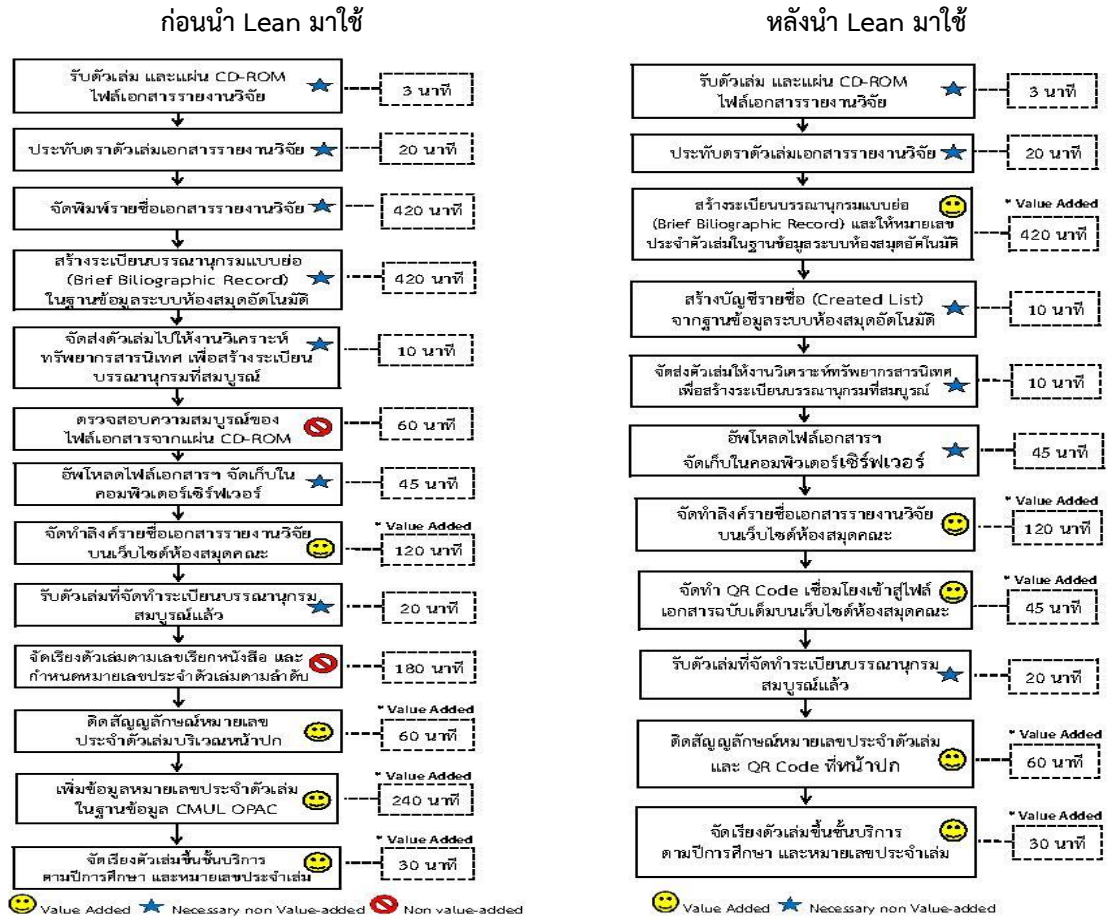 ก่อนนำ Lean มาใช้
รับตัวเล่ม และแผ่น CD-ROM
ไฟล์เอกสารรายงานวิจัย
3 นาที
ประทับตราตัวเล่มเอกสารรายงานวิจัย
20 นาที
จัดพิมพ์รายชื่อเอกสารรายงานวิจัย
420 นาที
สร้างระเบียนบรรณานุกรมแบบย่อ
(Brief Biliographic Record)
ในฐานข้อมูลระบบห้องสมุดอัตโนมัติ
420 นาที
จัดส่งตัวเล่มไปให้งานวิเคราะห์
ทรัพยากรสารนิเทศ เพื่อสร้างระเบียน
บรรณานุกรมที่สมบูรณ์
10 นาที
ตรวจสอบความสมบูรณ์ของ
ไฟล์เอกสารจากแผ่น CD-ROM
60 นาที
อัพโหลดไฟล์เอกสารฯ จัดเก็บใน
คอมพิวเตอร์เซิร์ฟเวอร์
45 นาที
จัดทำลิงค์รายชื่อเอกสารรายงานวิจัย
บนเว็บไซต์ห้องสมุดคณะ
* Value Added
120 นาที
รับตัวเล่มที่จัดทำระเบียนบรรณานุกรม
สมบูรณ์แล้ว
20 นาที
จัดเรียงตัวเล่มตามเลขเรียกหนังสือ และ
กำหนดหมายเลขประจำตัวเล่มตามลำดับ
180 นาที
ติดสัญญลักษณ์หมายเลข
ประจำตัวเล่มบริเวณหน้าปก
* Value Added
60 นาที
เพิ่มข้อมูลหมายเลขประจำตัวเล่ม
ในฐานข้อมูล CMUL OPAC
* Value Added
240 นาที
จัดเรียงตัวเล่มขึ้นชั้นบริการ
ตามปีการศึกษา และหมายเลขประจำเล่ม
* Value Added
30 นาที
Value Added Necessary non Value-added Non value-added
หลังนำ Lean มาใช้
รับตัวเล่ม และแผ่น CD-ROM
ไฟล์เอกสารรายงานวิจัย
3 นาที
ประทับตราตัวเล่มเอกสารรายงานวิจัย
20 นาที
สร้างระเบียนบรรณานุกรมแบบย่อ
(Brief Biliographic Record) และให้หมายเลข
ประจำตัวเล่มในฐานข้อมูลระบบห้องสมุดอัตโนมัติ
* Value Added
420 นาที
สร้างบัญชีรายชื่อ (Created List)
จากฐานข้อมูลระบบห้องสมุดอัตโนมัติ
10 นาที
จัดส่งตัวเล่มให้งานวิเคราะห์ทรัพยากรสารนิเทศ
เพื่อสร้างระเบียนบรรณานุกรมที่สมบูรณ์
10 นาที
อัพโหลดไฟล์เอกสารฯ
จัดเก็บในคอมพิวเตอร์เซิร์ฟเวอร์
45 นาที
จัดทำลิงค์รายชื่อเอกสารรายงานวิจัย
บนเว็บไซต์ห้องสมุดคณะ
* Value Added
120 นาที
จัดทำ QR Code เชื่อมโยงเข้าสู่ไฟล์
เอกสารฉบับเต็มบนเว็บไซต์ห้องสมุดคณะ
* Value Added
45 นาที
รับตัวเล่มที่จัดทำระเบียนบรรณานุกรม
สมบูรณ์แล้ว
20 นาที
ติดสัญญลักษณ์หมายเลขประจำตัวเล่ม
และ QR Code ที่หน้าปก
* Value Added
60 นาที
จัดเรียงตัวเล่มขึ้นชั้นบริการ
ตามปีการศึกษา และหมายเลขประจำเล่ม
* Value Added
30 นาที
Value Added Necessary non Value-added